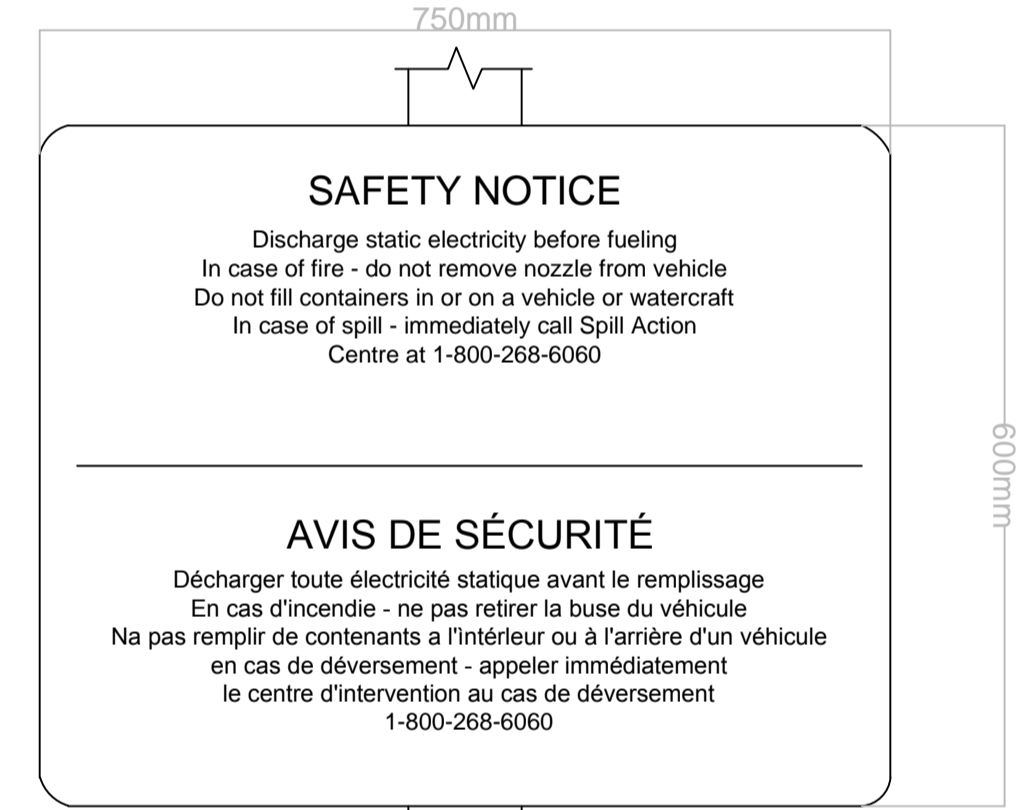 750mm
SAFETY NOTICE
Discharge static electricity before fueling
In case of fire - do not remove nozzle from vehicle
Do not fill containers in or on a vehicle or watercraft
In case of spill - immediately call Spill Action
Centre at 1-800-268-6060
600mm
AVIS DE SÉCURITÉ
Décharger toute électricité statique avant le remplissage
En cas d'incendie - ne pas retirer la buse du véhicule
Na pas remplir de contenants a l'intérleur ou à l'arrière d'un véhicule
en cas de déversement - appeler immédiatement
le centre d'intervention au cas de déversement
1-800-268-6060